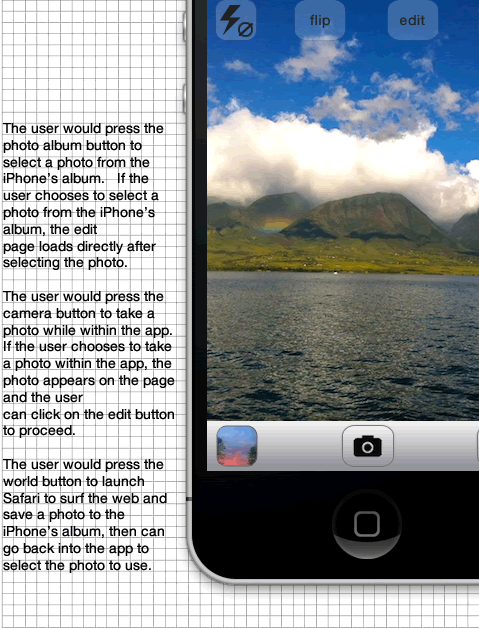 flip
edit
The user would press the
photo album button to
select a photo from the
iPhone's album.   If the
user chooses to select a
photo from the iPhone's
album, the edit
page loads directly after
selecting the photo.
The user would press the
camera button to take a
photo while within the app.
If the user chooses to take
a photo within the app, the
photo appears on the page
and the user
can click on the edit button
to proceed.
The user would press the
world button to launch
Safari to surf the web and
save a photo to the
iPhone's album, then can
go back into the app to
select the photo to use.